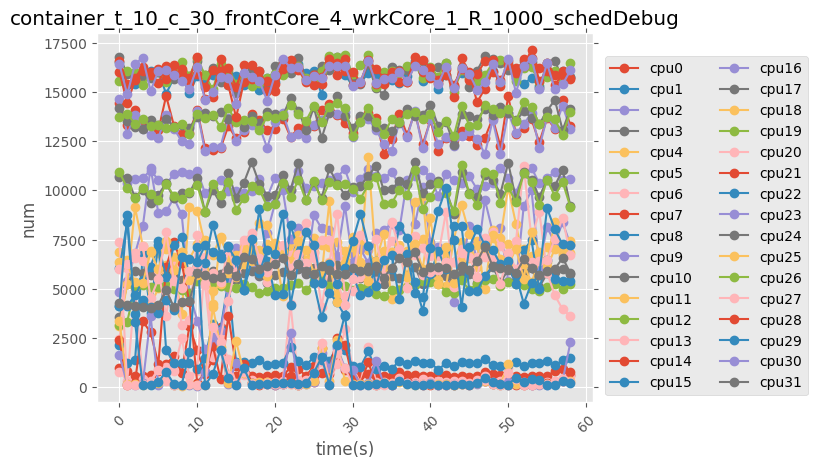 container_t_10_c_30_frontCore_4_wrkCore_1_R_1000_schedDebug
17500
15000
12500
10000
7500
5000
2500
0
num
0
10
20
30
40
50
60
time(s)
cpu0 cpu16
cpu1 cpu17
cpu2 cpu18
cpu3 cpu19
cpu4 cpu20
cpu5 cpu21
cpu6 cpu22
cpu7 cpu23
cpu8 cpu24
cpu9 cpu25
cpu10 cpu26
cpu11 cpu27
cpu12 cpu28
cpu13 cpu29
cpu14 cpu30
cpu15 cpu31